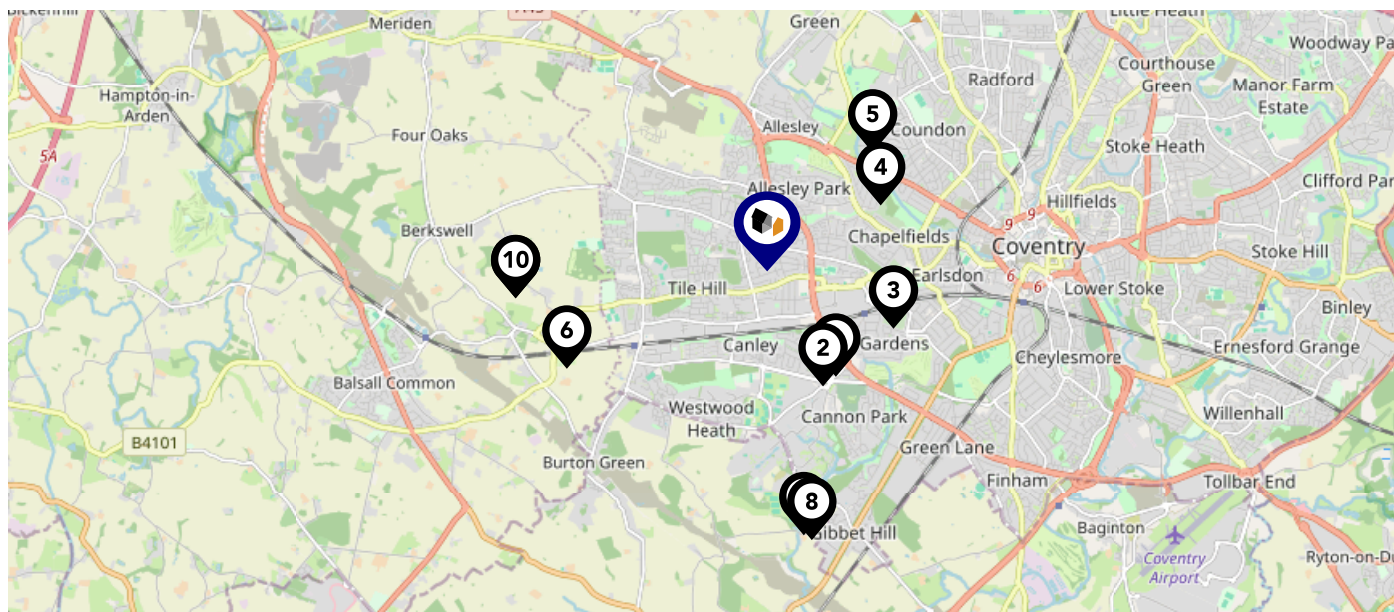 Meriden
Green
Little Heath
Woodway Pa
Courthouse
Green
Radford
Manor Farm
Estate
Hampton-in-
Arden
5
Allesley
Coundon
Four Oaks
Stoke Heath
5A
4
Clifford Par
Allesley Park
Hillfields
9
9
Berkswell
Chapelfields
Coventry
Stoke Hill
10
Earlsdon
6
6
Tile Hill
3
Lower Stoke
Binley
6
2
Canley
Gardens
Ernesford Grange
Cheylesmore
Balsall Common
Westwood
Heath
Cannon Park
Willenhall
B4101
Green Lane
Burton Green
Finham
Tollbar End
8
Gibbet Hill
Baginton
Coventry
Airport
Ryton-on-Du